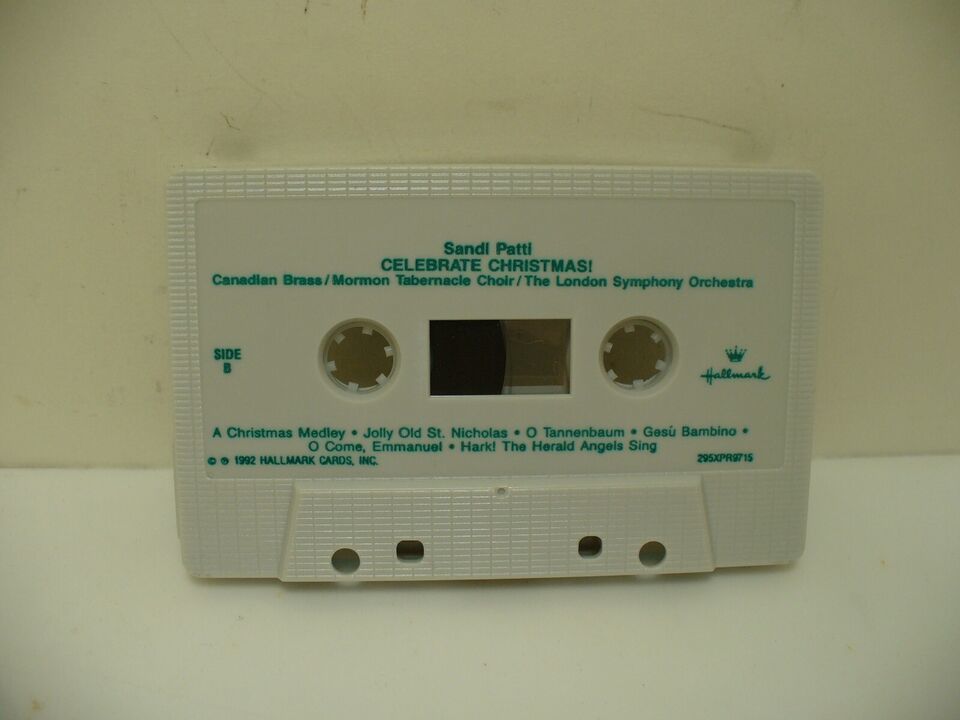 Sandi Patti
CELEBRATE CHRISTMAS!
Canadian Brass/Mormon Tabernacle Choir/The London Symphony Orchestra
SIDE
B
Hallmark
A Christmas Medley • Jolly Old St. Nicholas • O Tannenbaum • Gesù Bambino •
O Come, Emmanuel • Hark! The Herald Angels Sing
© ℗ 1992 HALLMARK CARDS, INC.
295XPR9715